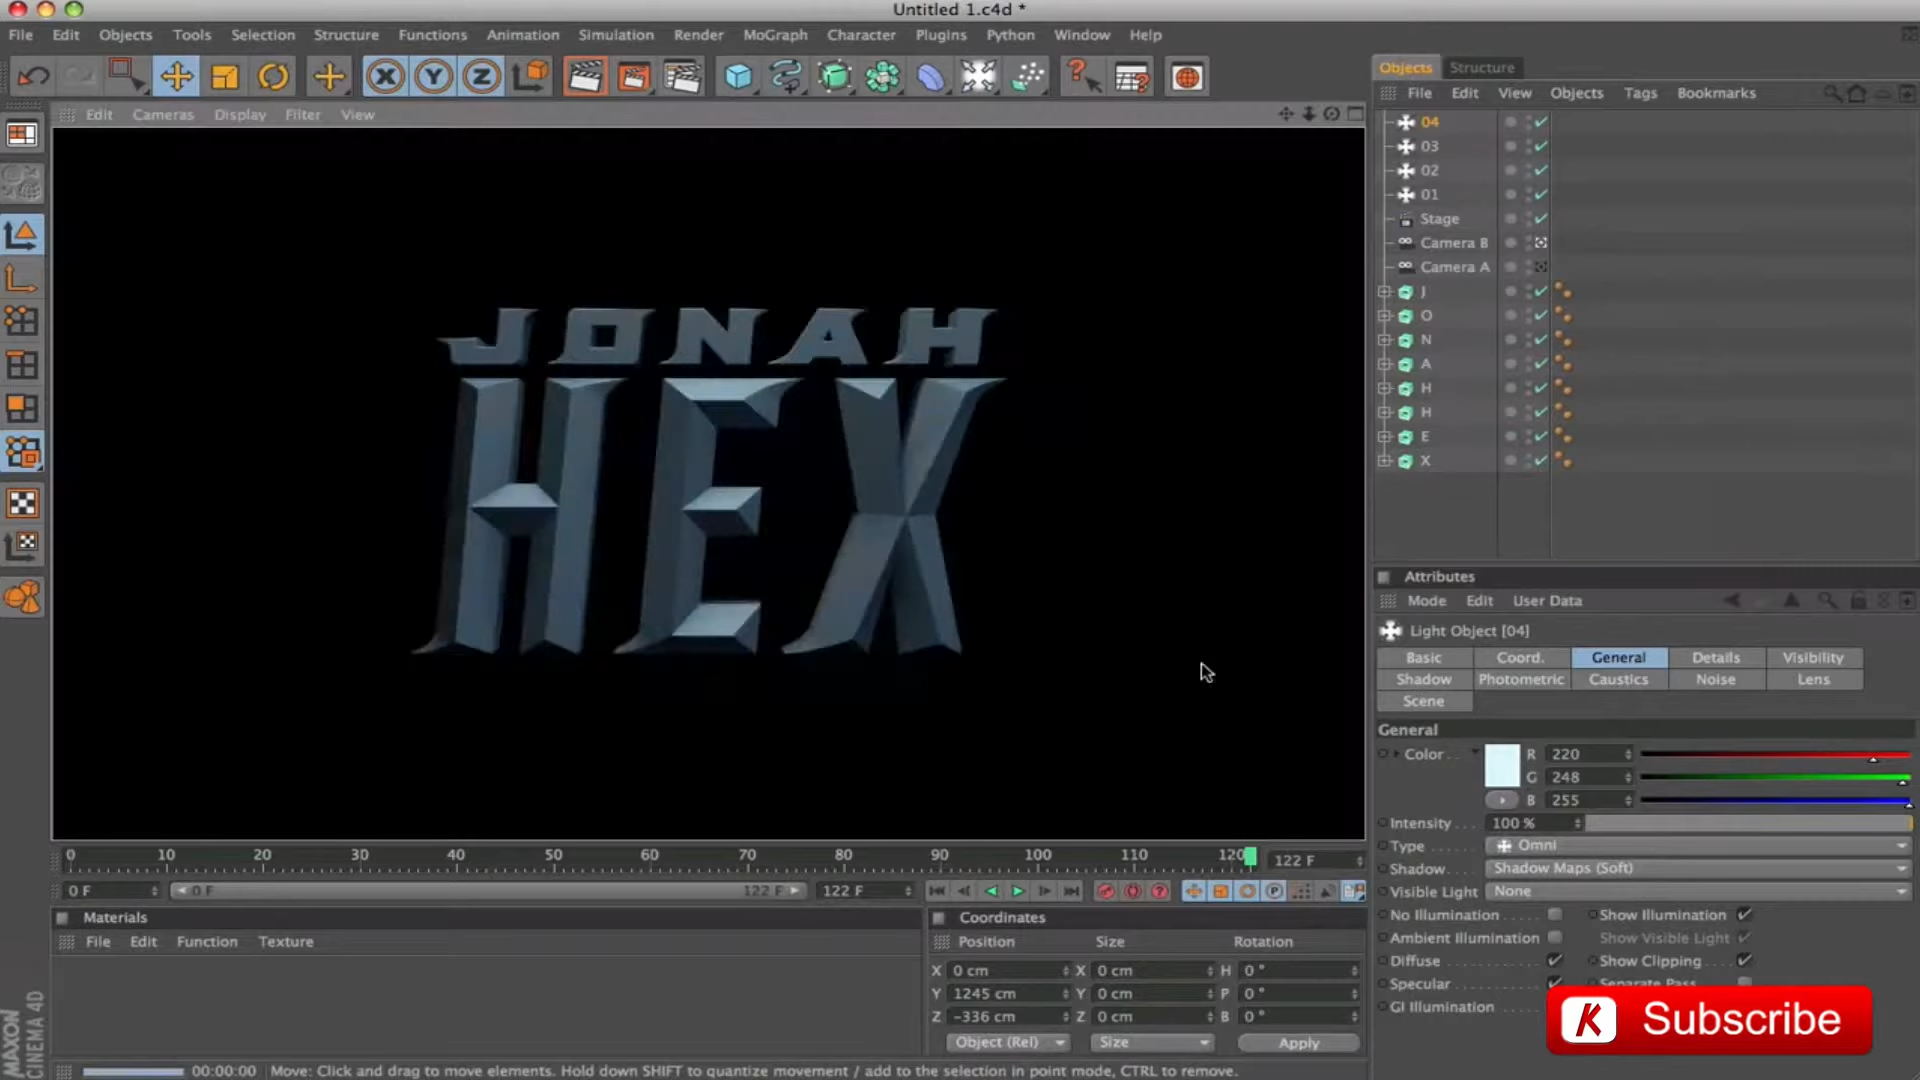 Untitled 1.c4d *
File Edit Objects Tools Selection Structure Functions Animation Simulation Render MoGraph Character Plugins Python Window Help
X Y Z
Edit Cameras Display Filter View
JONAH
HEX
0 10 20 30 40 50 60 70 80 90 100 110 120 122 F
0 F 0 F 122 F 122 F
Materials
File Edit Function Texture
Coordinates
Position Size Rotation
X 0 cm X 0 cm H 0 °
Y 1245 cm Y 0 cm P 0 °
Z -336 cm Z 0 cm B 0 °
Object (Rel) Size Apply
MAXON
CINEMA 4D
00:00:00 Move: Click and drag to move elements. Hold down SHIFT to quantize movement / add to the selection in point mode, CTRL to remove.
Objects Structure
File Edit View Objects Tags Bookmarks
04
03
02
01
Stage
Camera B
Camera A
J
O
N
A
H
H
E
X
Attributes
Mode Edit User Data
Light Object [04]
Basic Coord. General Details Visibility
Shadow Photometric Caustics Noise Lens
Scene
General
Color R 220
G 248
B 255
Intensity 100 %
Type Omni
Shadow Shadow Maps (Soft)
Visible Light None
No Illumination Show Illumination
Ambient Illumination Show Visible Light
Diffuse Show Clipping
Specular Separate Pass
GI Illumination
K Subscribe